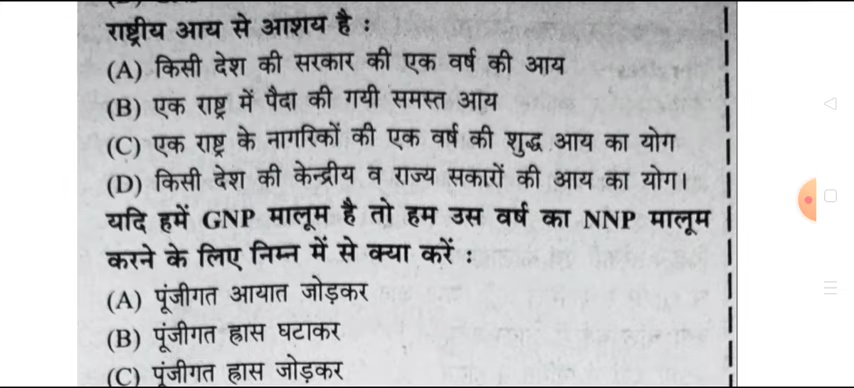 राष्ट्रीय आय से आशय है :
(A) किसी देश की सरकार की एक वर्ष की आय
(B) एक राष्ट्र में पैदा की गयी समस्त आय
(C) एक राष्ट्र के नागरिकों की एक वर्ष की शुद्ध आय का योग
(D) किसी देश की केन्द्रीय व राज्य सकारों की आय का योग।
यदि हमें GNP मालूम है तो हम उस वर्ष का NNP मालूम
करने के लिए निम्न में से क्या करें :
(A) पूंजीगत आयात जोड़कर
(B) पूंजीगत ह्रास घटाकर
(C) पूंजीगत ह्रास जोड़कर